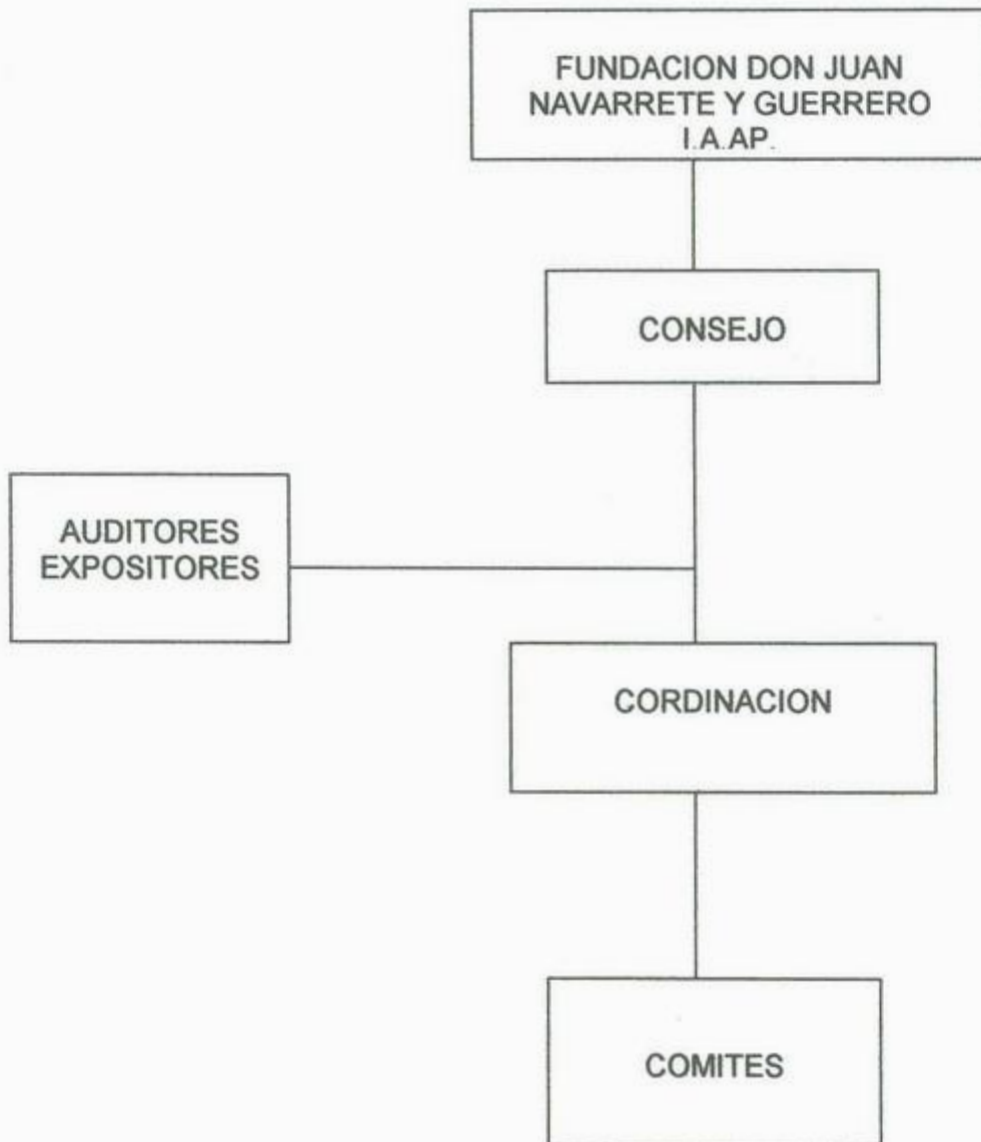 FUNDACION DON JUAN
NAVARRETE Y GUERRERO
I.A.AP.
CONSEJO
AUDITORES
EXPOSITORES
CORDINACION
COMITES